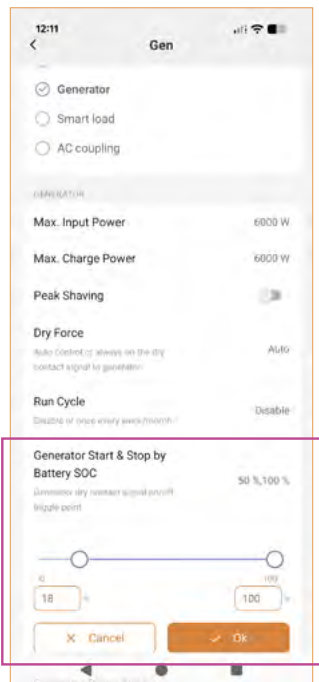 12:11
Gen
Generator
Smart load
AC coupling
GENERATOR
Max. Input Power 6000 W
Max. Charge Power 6000 W
Peak Shaving
Dry Force
Auto control or always on the dry Auto
contact signal to generator
Run Cycle
Disable or once every week/month Disable
Generator Start & Stop by
Battery SOC 50 %,100 %
Generator dry contact signal on/off
triggle point
0 100
18 % 100 %
Cancel Ok